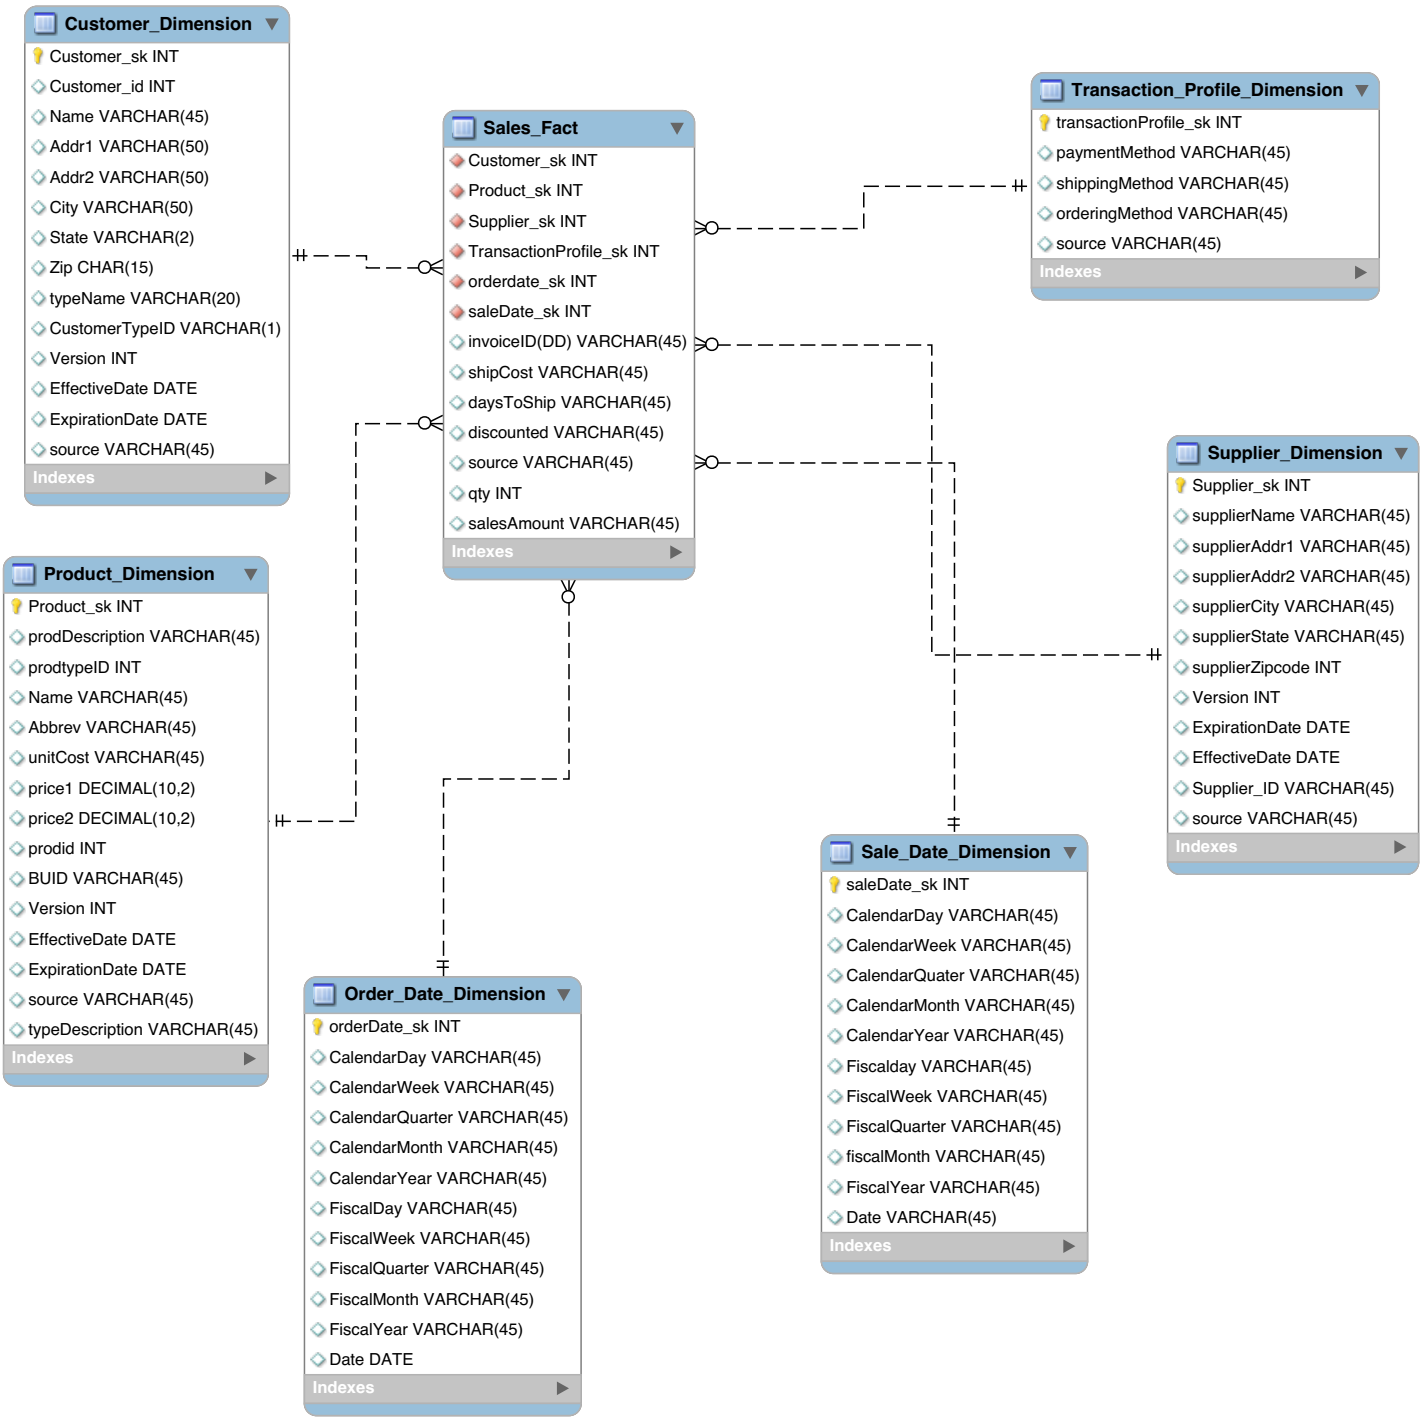 Customer_Dimension
Customer_sk INT
Customer_id INT
Name VARCHAR(45)
Addr1 VARCHAR(50)
Addr2 VARCHAR(50)
City VARCHAR(50)
State VARCHAR(2)
Zip CHAR(15)
typeName VARCHAR(20)
CustomerTypeID VARCHAR(1)
Version INT
EffectiveDate DATE
ExpirationDate DATE
source VARCHAR(45)
Indexes
Sales_Fact
Customer_sk INT
Product_sk INT
Supplier_sk INT
TransactionProfile_sk INT
orderdate_sk INT
saleDate_sk INT
invoiceID(DD) VARCHAR(45)
shipCost VARCHAR(45)
daysToShip VARCHAR(45)
discounted VARCHAR(45)
source VARCHAR(45)
qty INT
salesAmount VARCHAR(45)
Indexes
Transaction_Profile_Dimension
transactionProfile_sk INT
paymentMethod VARCHAR(45)
shippingMethod VARCHAR(45)
orderingMethod VARCHAR(45)
source VARCHAR(45)
Indexes
Supplier_Dimension
Supplier_sk INT
supplierName VARCHAR(45)
supplierAddr1 VARCHAR(45)
supplierAddr2 VARCHAR(45)
supplierCity VARCHAR(45)
supplierState VARCHAR(45)
supplierZipcode INT
Version INT
ExpirationDate DATE
EffectiveDate DATE
Supplier_ID VARCHAR(45)
source VARCHAR(45)
Indexes
Product_Dimension
Product_sk INT
prodDescription VARCHAR(45)
prodtypeID INT
Name VARCHAR(45)
Abbrev VARCHAR(45)
unitCost VARCHAR(45)
price1 DECIMAL(10,2)
price2 DECIMAL(10,2)
prodid INT
BUID VARCHAR(45)
Version INT
EffectiveDate DATE
ExpirationDate DATE
source VARCHAR(45)
typeDescription VARCHAR(45)
Indexes
Sale_Date_Dimension
saleDate_sk INT
CalendarDay VARCHAR(45)
CalendarWeek VARCHAR(45)
CalendarQuater VARCHAR(45)
CalendarMonth VARCHAR(45)
CalendarYear VARCHAR(45)
Fiscalday VARCHAR(45)
FiscalWeek VARCHAR(45)
FiscalQuarter VARCHAR(45)
fiscalMonth VARCHAR(45)
FiscalYear VARCHAR(45)
Date VARCHAR(45)
Indexes
Order_Date_Dimension
orderDate_sk INT
CalendarDay VARCHAR(45)
CalendarWeek VARCHAR(45)
CalendarQuarter VARCHAR(45)
CalendarMonth VARCHAR(45)
CalendarYear VARCHAR(45)
FiscalDay VARCHAR(45)
FiscalWeek VARCHAR(45)
FiscalQuarter VARCHAR(45)
FiscalMonth VARCHAR(45)
FiscalYear VARCHAR(45)
Date DATE
Indexes